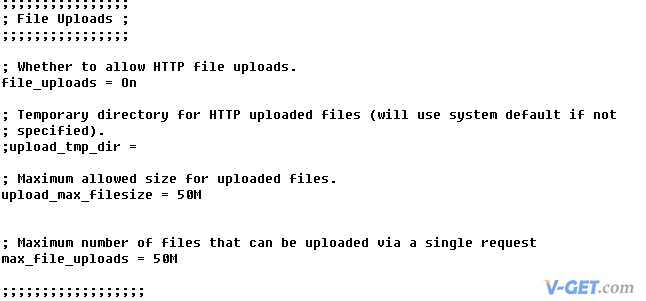 ;;;;;;;;;;;;;;;;
; File Uploads ;
;;;;;;;;;;;;;;;;
; Whether to allow HTTP file uploads.
file_uploads = On
; Temporary directory for HTTP uploaded files (will use system default if not
; specified).
;upload_tmp_dir =
; Maximum allowed size for uploaded files.
upload_max_filesize = 50M
; Maximum number of files that can be uploaded via a single request
max_file_uploads = 50M
;;;;;;;;;;;;;;;;;;
V-GET.com